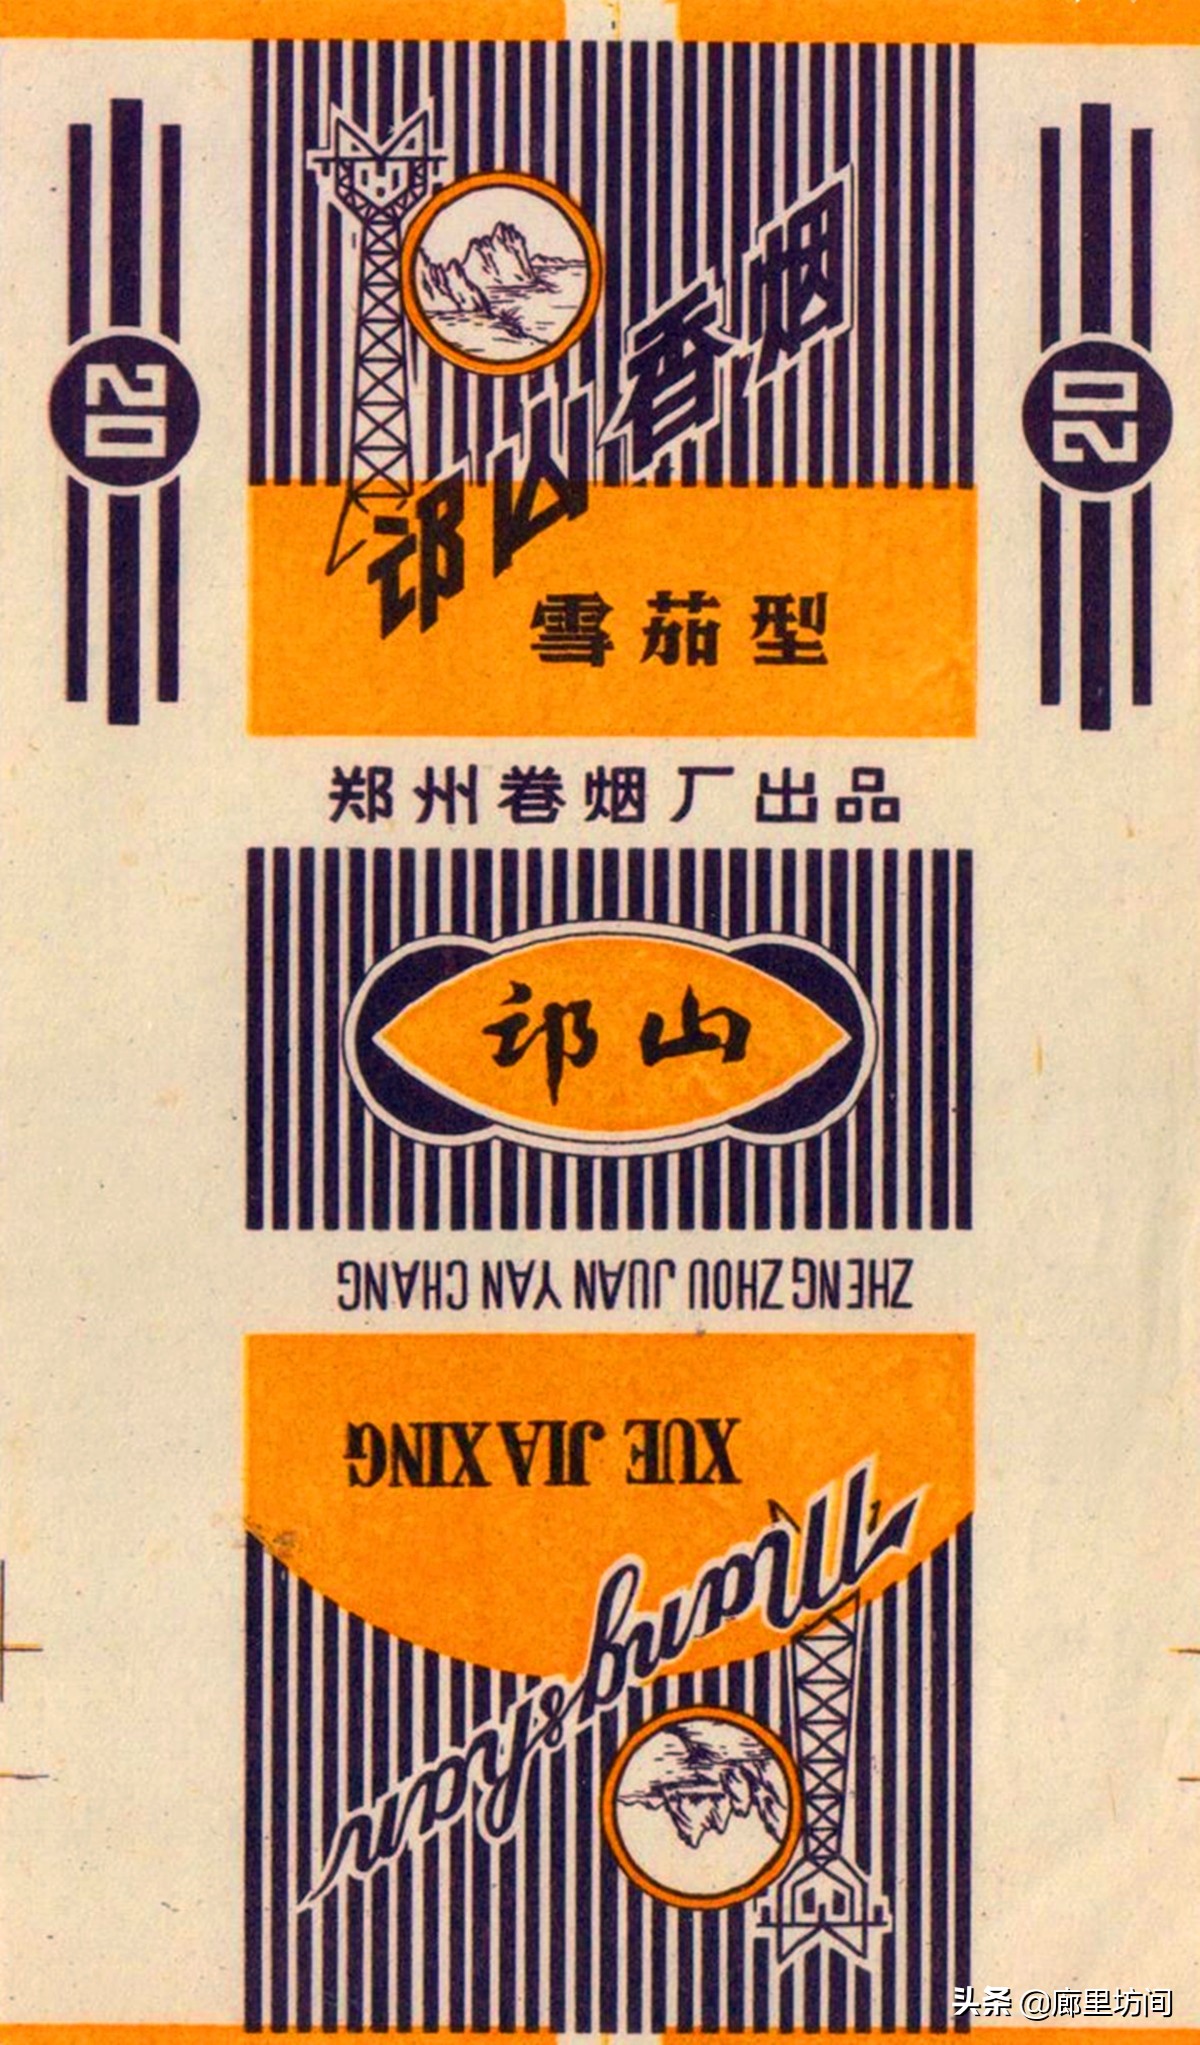 20
20
邙山香烟
雪茄型
郑州卷烟厂出品
邙山
ZHENG ZHOU JUAN YAN CHANG
XUE JIA XING
Mangshan
头条 @廊里坊间